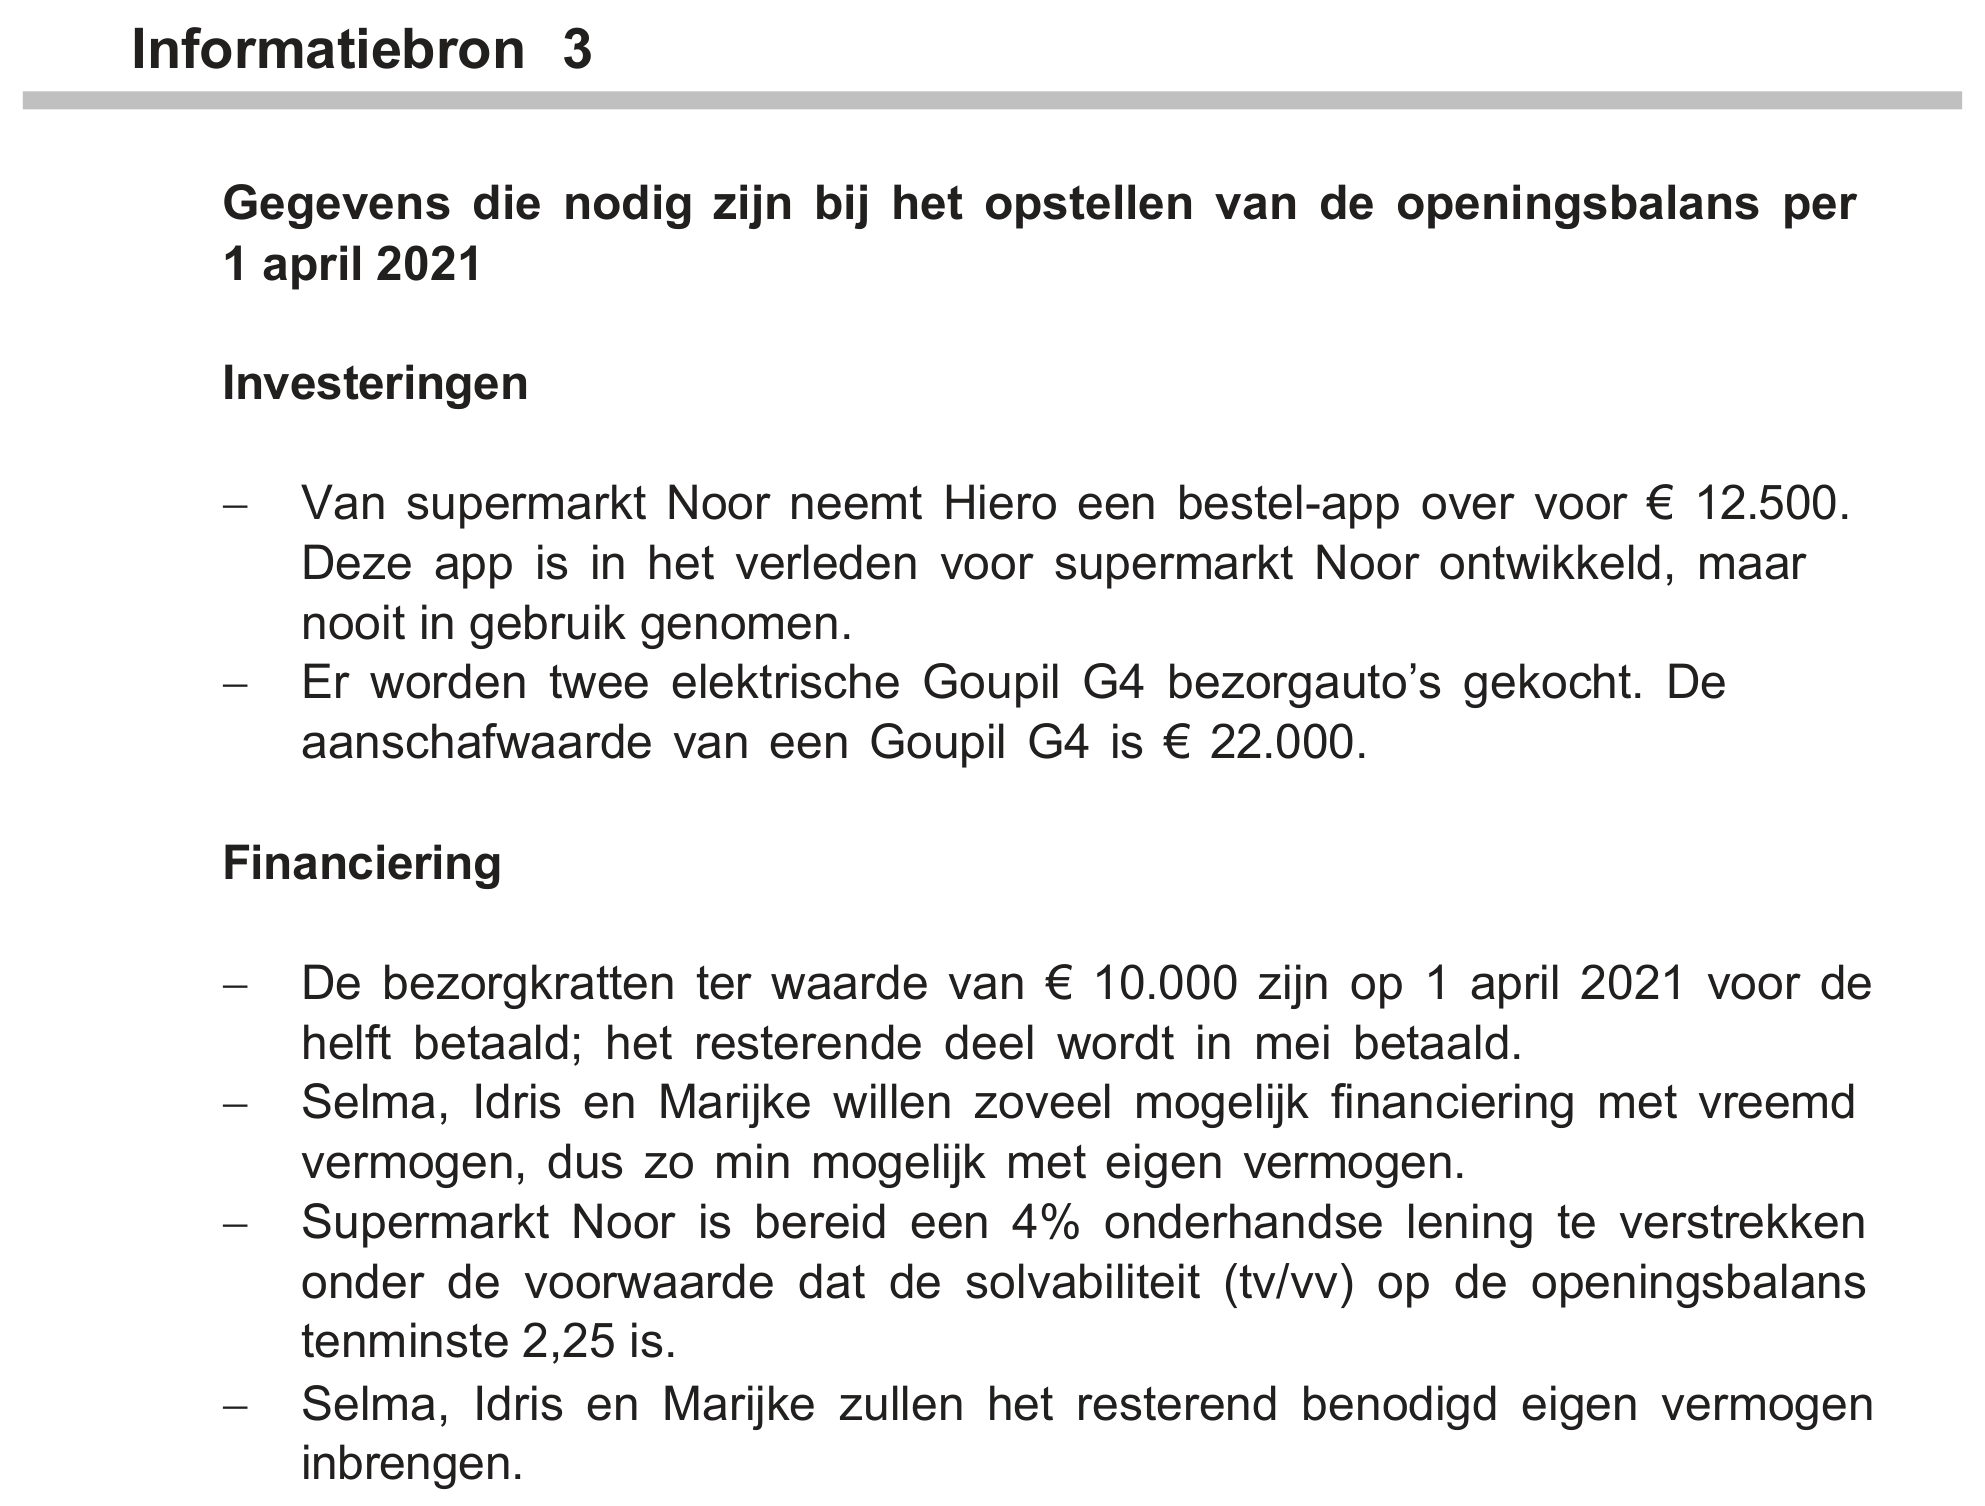 Informatiebron 3
Gegevens die nodig zijn bij het opstellen van de openingsbalans per
1 april 2021
Investeringen
– Van supermarkt Noor neemt Hiero een bestel-app over voor € 12.500.
Deze app is in het verleden voor supermarkt Noor ontwikkeld, maar
nooit in gebruik genomen.
– Er worden twee elektrische Goupil G4 bezorgauto’s gekocht. De
aanschafwaarde van een Goupil G4 is € 22.000.
Financiering
– De bezorgkratten ter waarde van € 10.000 zijn op 1 april 2021 voor de
helft betaald; het resterende deel wordt in mei betaald.
– Selma, Idris en Marijke willen zoveel mogelijk financiering met vreemd
vermogen, dus zo min mogelijk met eigen vermogen.
– Supermarkt Noor is bereid een 4% onderhandse lening te verstrekken
onder de voorwaarde dat de solvabiliteit (tv/vv) op de openingsbalans
tenminste 2,25 is.
– Selma, Idris en Marijke zullen het resterend benodigd eigen vermogen
inbrengen.